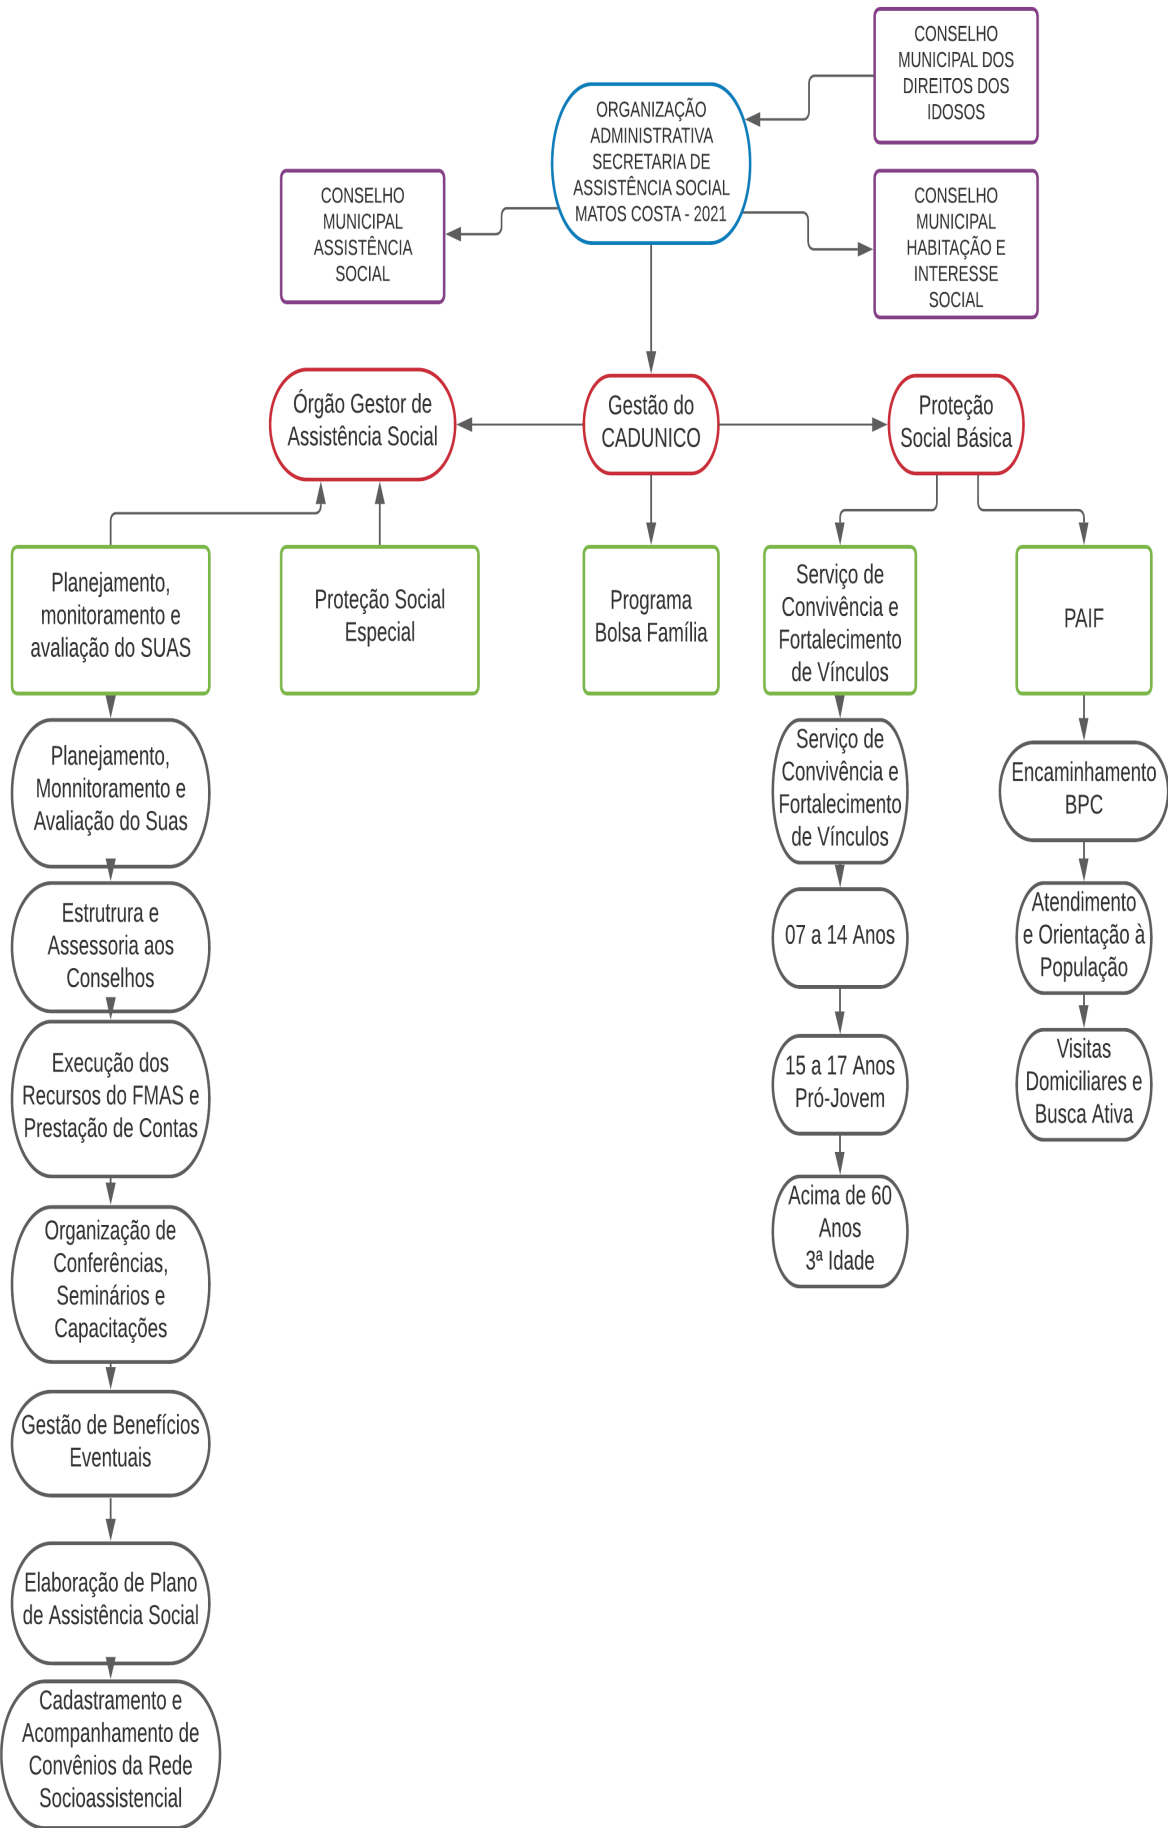 CONSELHO
MUNICIPAL DOS
DIREITOS DOS
IDOSOS
ORGANIZAÇÃO
ADMINISTRATIVA
SECRETARIA DE
ASSISTÊNCIA SOCIAL
MATOS COSTA - 2021
CONSELHO
MUNICIPAL
ASSISTÊNCIA
SOCIAL
CONSELHO
MUNICIPAL
HABITAÇÃO E
INTERESSE
SOCIAL
Órgão Gestor de
Assistência Social
Gestão do
CADUNICO
Proteção
Social Básica
Planejamento,
monitoramento e
avaliação do SUAS
Proteção Social
Especial
Programa
Bolsa Família
Serviço de
Convivência e
Fortalecimento
de Vínculos
PAIF
Planejamento,
Monnitoramento e
Avaliação do Suas
Estrutrura e
Assessoria aos
Conselhos
Execução dos
Recursos do FMAS e
Prestação de Contas
Organização de
Conferências,
Seminários e
Capacitações
Gestão de Benefícios
Eventuais
Elaboração de Plano
de Assistência Social
Cadastramento e
Acompanhamento de
Convênios da Rede
Socioassistencial
Serviço de
Convivência e
Fortalecimento
de Vínculos
07 a 14 Anos
15 a 17 Anos
Pró-Jovem
Acima de 60
Anos
3ª Idade
Encaminhamento
BPC
Atendimento
e Orientação à
População
Visitas
Domiciliares e
Busca Ativa